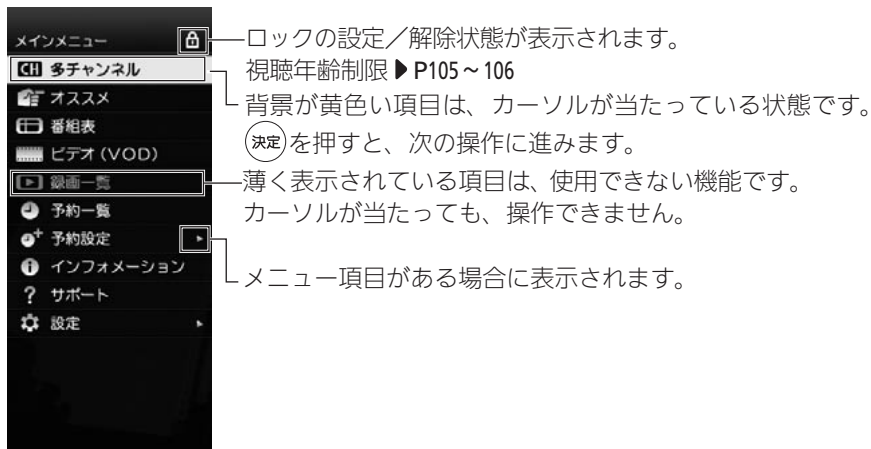 メインメニュー
CH 多チャンネル
オススメ
番組表
ビデオ (VOD)
録画一覧
予約一覧
予約設定
インフォメーション
? サポート
設定
ロックの設定/解除状態が表示されます。
視聴年齢制限 P105～106
背景が黄色い項目は、カーソルが当たっている状態です。
決定を押すと、次の操作に進みます。
薄く表示されている項目は、使用できない機能です。
カーソルが当たっても、操作できません。
メニュー項目がある場合に表示されます。